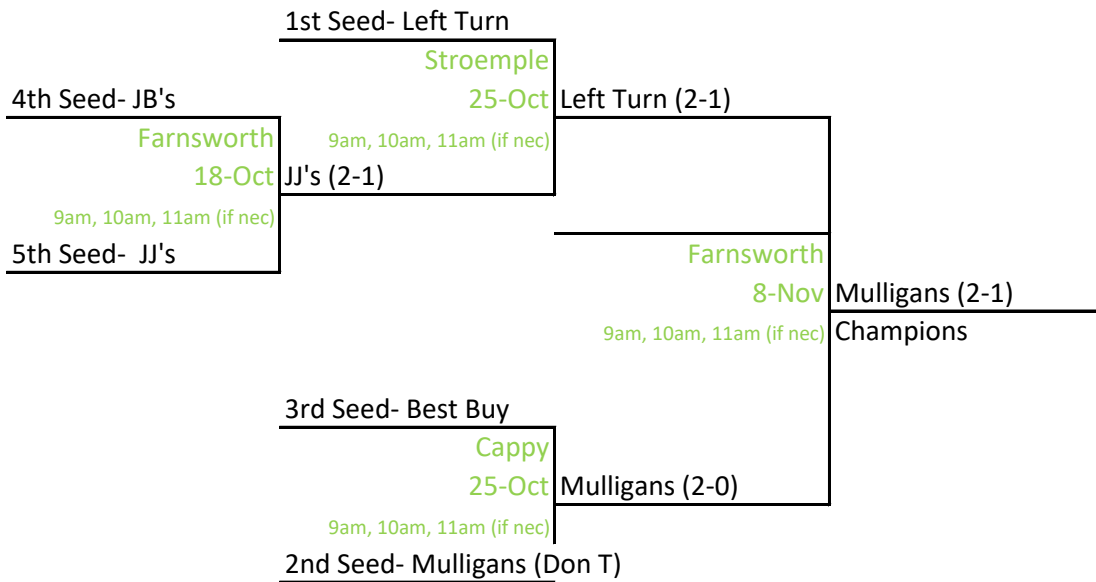 1st Seed- Left Turn
Stroemple
4th Seed- JB's
25-Oct
Left Turn (2-1)
Farnsworth
9am, 10am, 11am (if nec)
18-Oct
JJ's (2-1)
9am, 10am, 11am (if nec)
5th Seed-  JJ's
Farnsworth
8-Nov
Mulligans (2-1)
9am, 10am, 11am (if nec)
Champions
3rd Seed- Best Buy
Cappy
25-Oct
Mulligans (2-0)
9am, 10am, 11am (if nec)
2nd Seed- Mulligans (Don T)